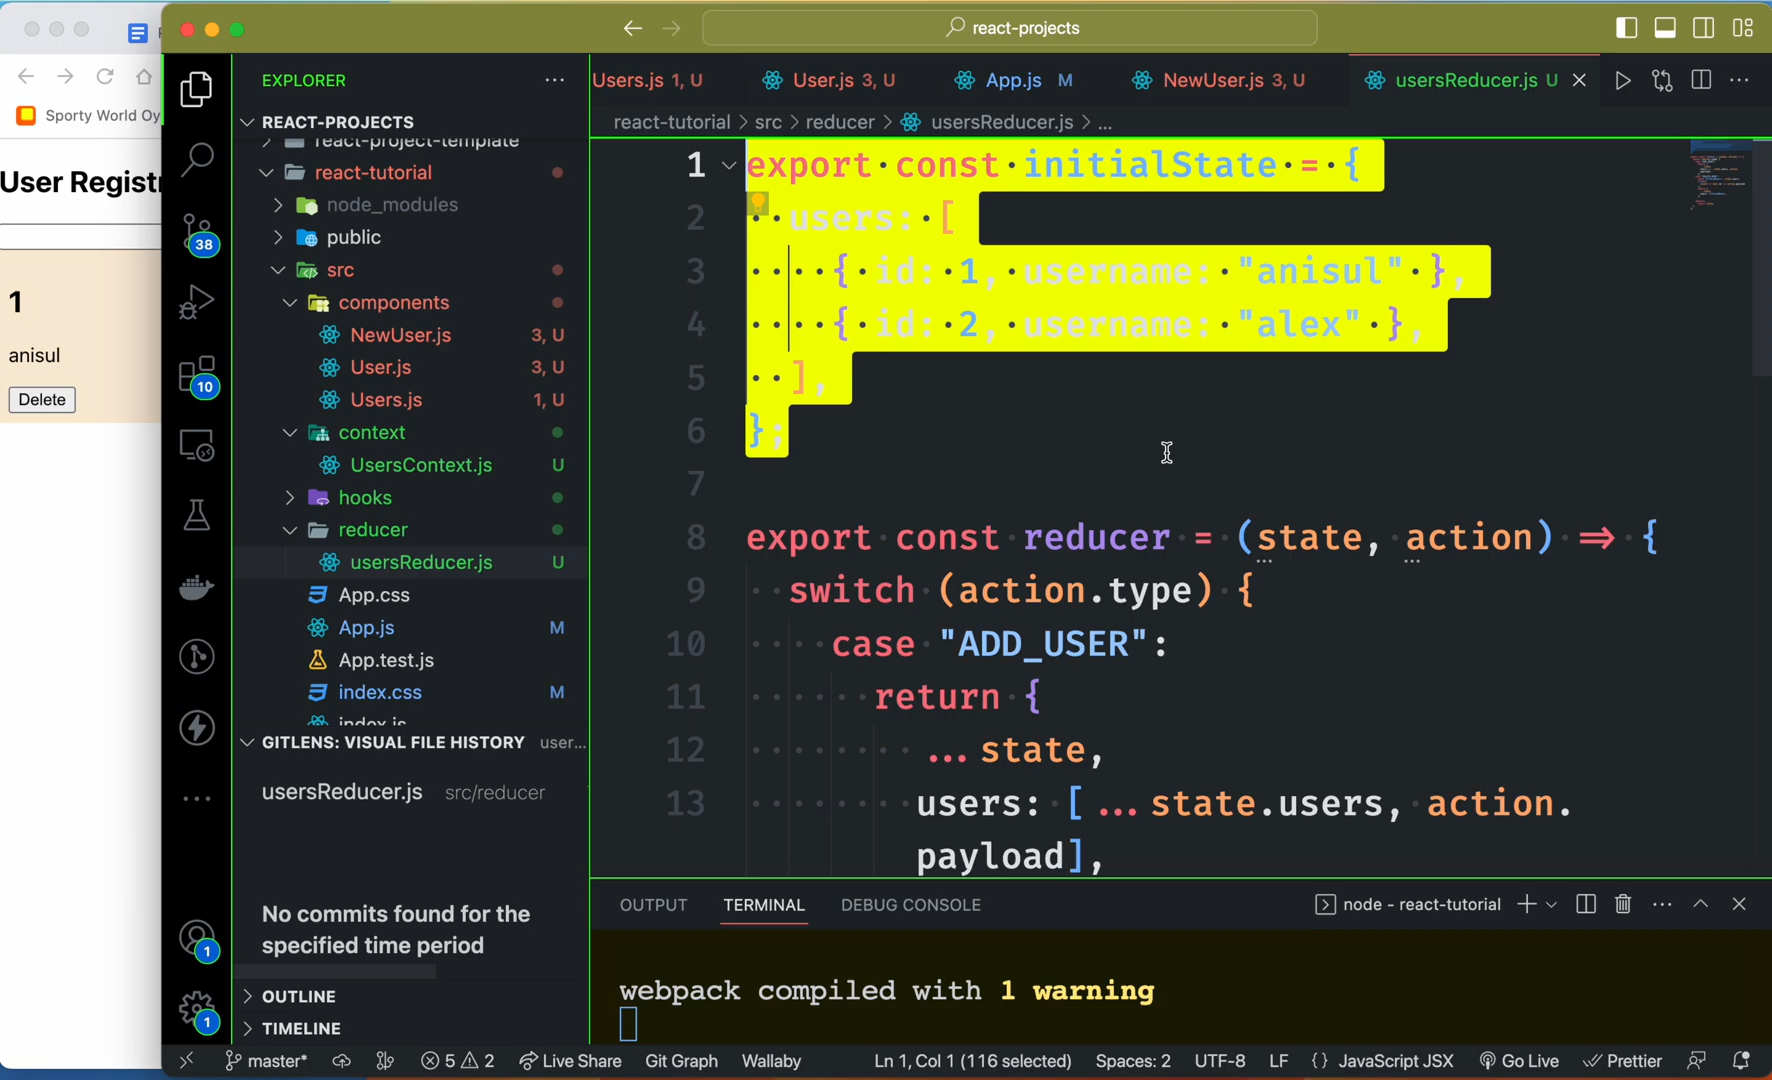 react-projects
Sporty World Oy
User Registr
1
anisul
Delete
38
10
1
1
EXPLORER
REACT-PROJECTS
react-project-template
react-tutorial
node_modules
public
src
components
NewUser.js 3, U
User.js 3, U
Users.js 1, U
context
UsersContext.js U
hooks
reducer
usersReducer.js U
App.css
App.js M
App.test.js
index.css M
index.js
GITLENS: VISUAL FILE HISTORY user...
usersReducer.js src/reducer
No commits found for the
specified time period
OUTLINE
TIMELINE
Users.js 1, U User.js 3, U App.js M NewUser.js 3, U usersReducer.js U
react-tutorial > src > reducer > usersReducer.js > ...
1 export const initialState = {
2 users: [
3 { id: 1, username: "anisul" },
4 { id: 2, username: "alex" },
5 ],
6 };
7
8 export const reducer = (state, action) => {
9 switch (action.type) {
10 case "ADD_USER":
11 return {
12 ...state,
13 users: [...state.users, action.
payload],
OUTPUT TERMINAL DEBUG CONSOLE node - react-tutorial
webpack compiled with 1 warning
master* 5 2 Live Share Git Graph Wallaby Ln 1, Col 1 (116 selected) Spaces: 2 UTF-8 LF {} JavaScript JSX Go Live Prettier